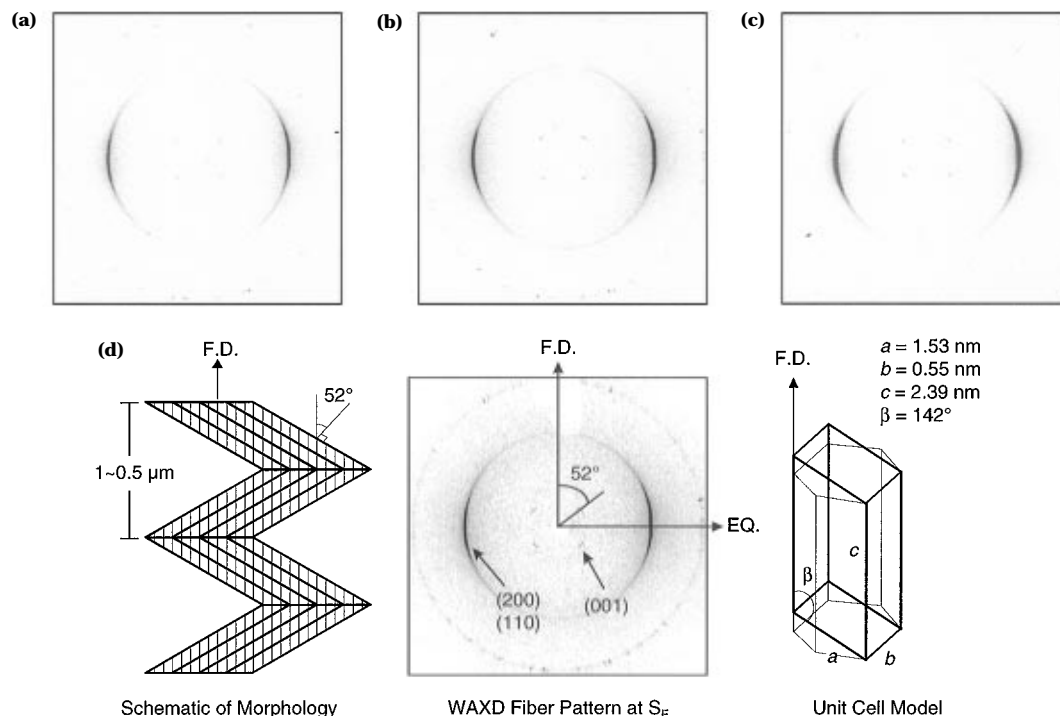 (a)
(b)
(c)
(d)
F.D.
52°
1~0.5 μm
Schematic of Morphology
F.D.
52°
EQ.
(200)
(110)
(001)
WAXD Fiber Pattern at S_F
F.D.
a = 1.53 nm
b = 0.55 nm
c = 2.39 nm
β = 142°
β
c
a
b
Unit Cell Model